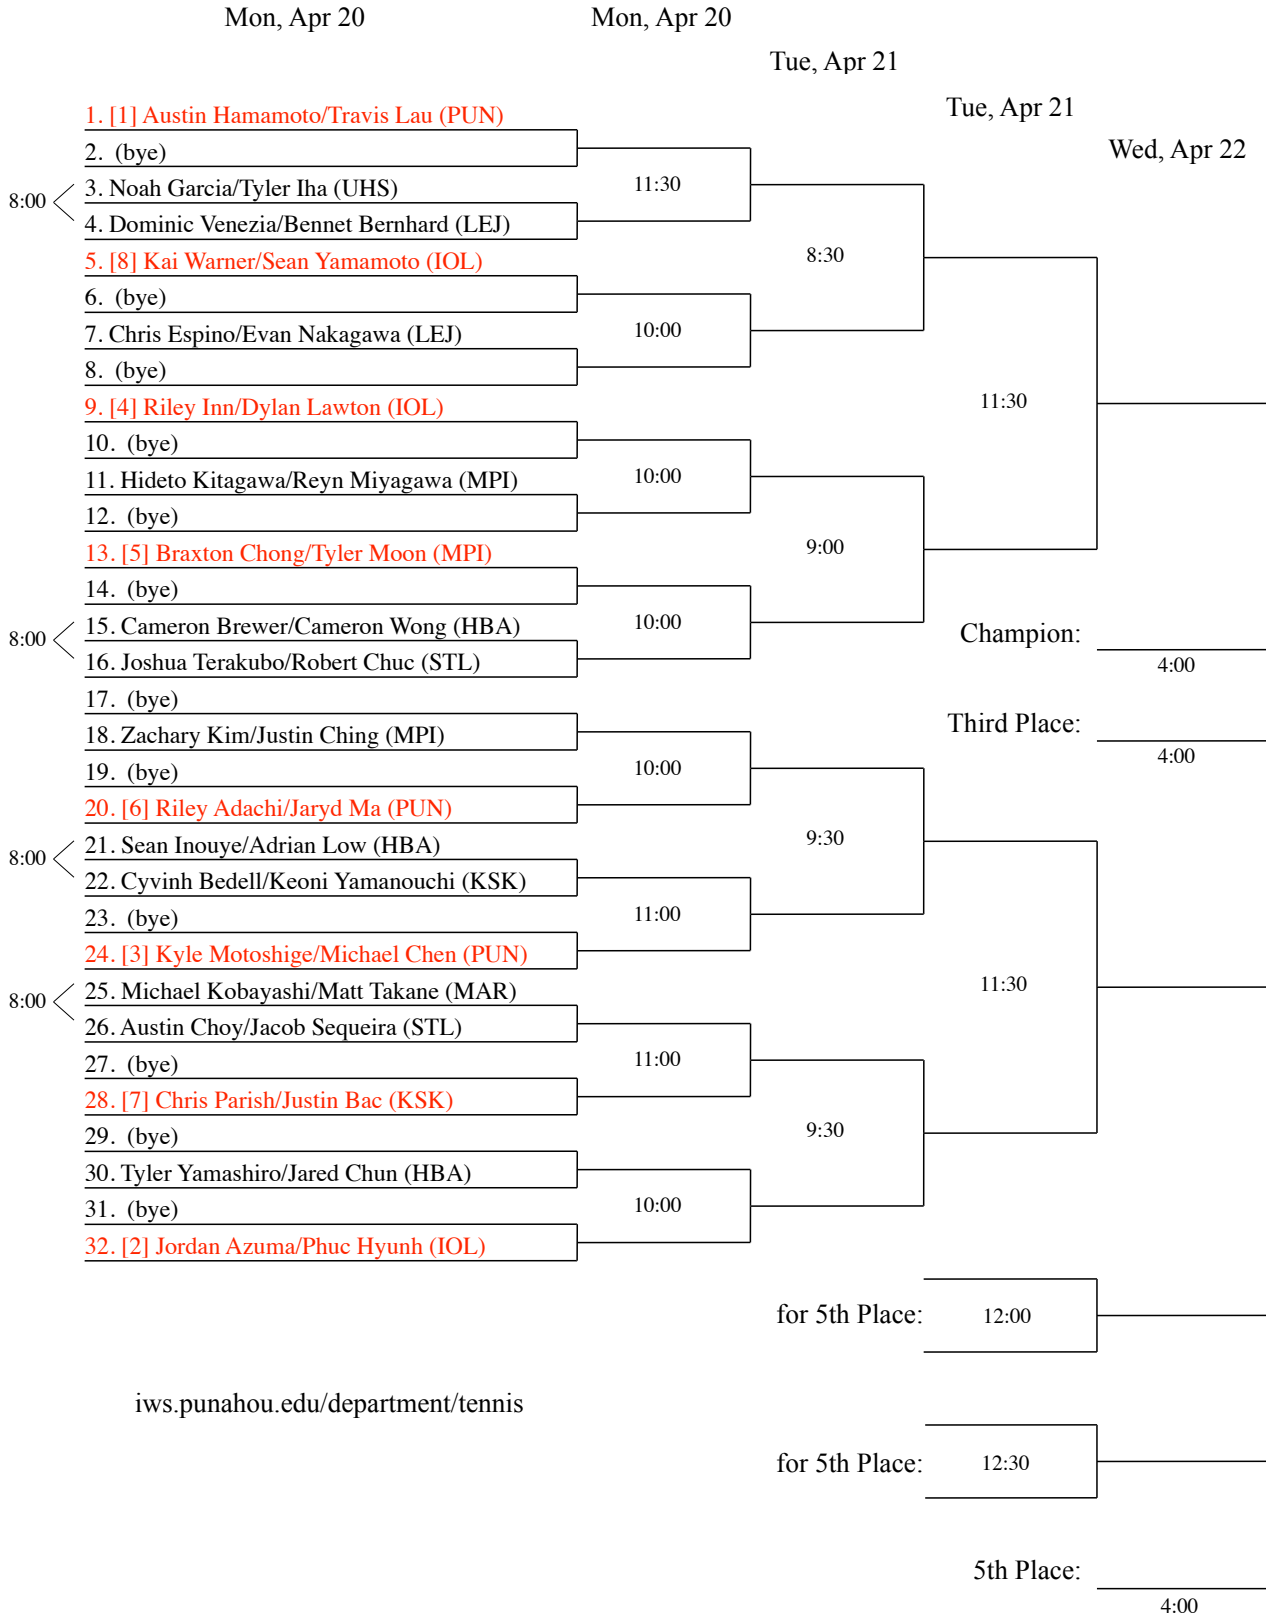 Mon, Apr 20
Mon, Apr 20
Tue, Apr 21
Tue, Apr 21
Wed, Apr 22
1. [1] Austin Hamamoto/Travis Lau (PUN)
2. (bye)
11:30
8:00
3. Noah Garcia/Tyler Iha (UHS)
4. Dominic Venezia/Bennet Bernhard (LEJ)
8:30
5. [8] Kai Warner/Sean Yamamoto (IOL)
6. (bye)
10:00
7. Chris Espino/Evan Nakagawa (LEJ)
8. (bye)
11:30
9. [4] Riley Inn/Dylan Lawton (IOL)
10. (bye)
10:00
11. Hideto Kitagawa/Reyn Miyagawa (MPI)
12. (bye)
9:00
13. [5] Braxton Chong/Tyler Moon (MPI)
14. (bye)
10:00
8:00
15. Cameron Brewer/Cameron Wong (HBA)
16. Joshua Terakubo/Robert Chuc (STL)
Champion:
4:00
17. (bye)
18. Zachary Kim/Justin Ching (MPI)
Third Place:
4:00
10:00
19. (bye)
20. [6] Riley Adachi/Jaryd Ma (PUN)
9:30
8:00
21. Sean Inouye/Adrian Low (HBA)
22. Cyvinh Bedell/Keoni Yamanouchi (KSK)
11:00
23. (bye)
24. [3] Kyle Motoshige/Michael Chen (PUN)
11:30
8:00
25. Michael Kobayashi/Matt Takane (MAR)
26. Austin Choy/Jacob Sequeira (STL)
11:00
27. (bye)
28. [7] Chris Parish/Justin Bac (KSK)
9:30
29. (bye)
30. Tyler Yamashiro/Jared Chun (HBA)
10:00
31. (bye)
32. [2] Jordan Azuma/Phuc Hyunh (IOL)
for 5th Place:
12:00
iws.punahou.edu/department/tennis
for 5th Place:
12:30
5th Place:
4:00